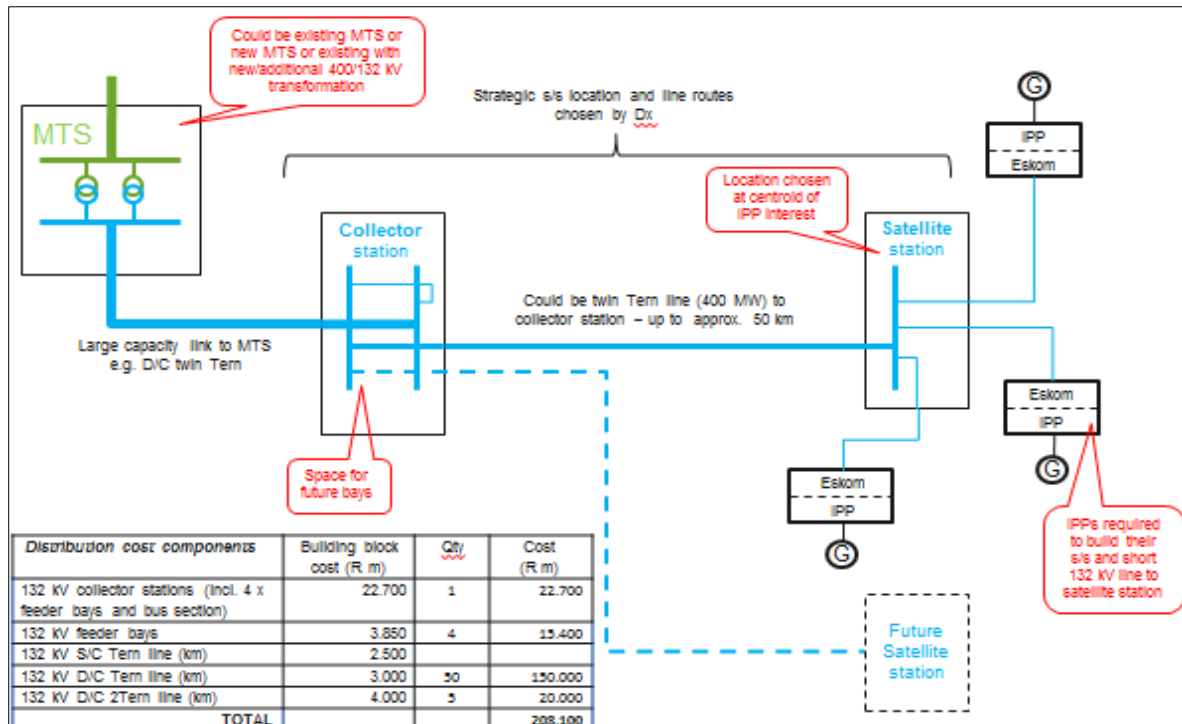 Could be existing MTS or
new MTS or existing with
new/additional 400/132 kV
transformation
MTS
Strategic s/s location and line routes
chosen by Dx
G
IPP
Eskom
Location chosen
at centroid of
IPP interest
Collector
station
Satellite
station
Could be twin Tern line (400 MW) to
collector station – up to approx. 50 km
Large capacity link to MTS
e.g. D/C twin Tern
Eskom
IPP
G
Space for
future bays
Eskom
IPP
G
IPPs required
to build their
s/s and short
132 kV line to
satellite station
Future
Satellite
station
Distribution cost components Building block cost (R m) Qty Cost (R m)
132 kV collector stations (incl. 4 x
feeder bays and bus section) 22.700 1 22.700
132 kV feeder bays 3.850 4 15.400
132 kV S/C Tern line (km) 2.500
132 kV D/C Tern line (km) 3.000 50 150.000
132 kV D/C 2Tern line (km) 4.000 5 20.000
TOTAL 208.100